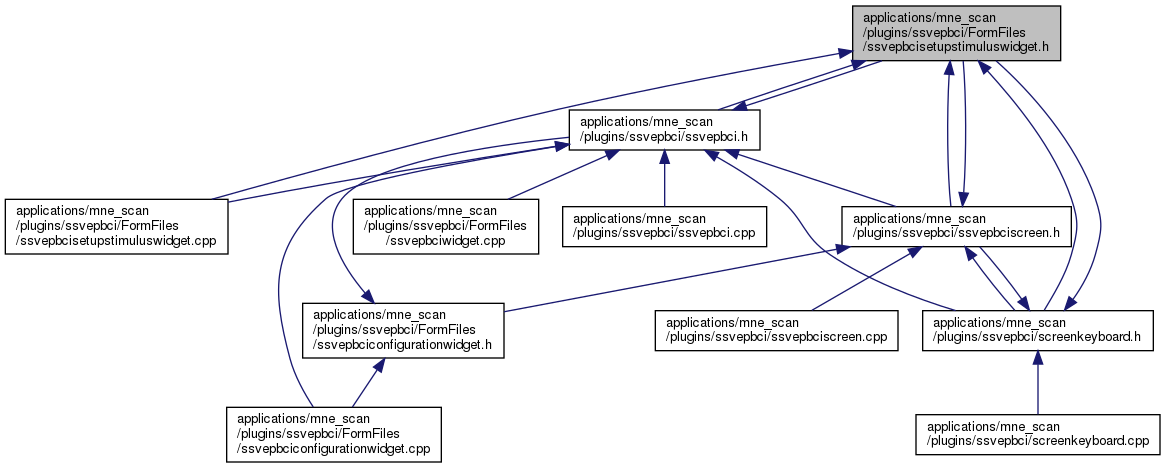 applications/mne_scan
/plugins/ssvepbci/FormFiles
/ssvepbcisetupstimuluswidget.h
applications/mne_scan
/plugins/ssvepbci/ssvepbci.h
applications/mne_scan
/plugins/ssvepbci/FormFiles
/ssvepbcisetupstimuluswidget.cpp
applications/mne_scan
/plugins/ssvepbci/FormFiles
/ssvepbciwidget.cpp
applications/mne_scan
/plugins/ssvepbci/ssvepbci.cpp
applications/mne_scan
/plugins/ssvepbci/ssvepbciscreen.h
applications/mne_scan
/plugins/ssvepbci/FormFiles
/ssvepbciconfigurationwidget.h
applications/mne_scan
/plugins/ssvepbci/ssvepbciscreen.cpp
applications/mne_scan
/plugins/ssvepbci/screenkeyboard.h
applications/mne_scan
/plugins/ssvepbci/FormFiles
/ssvepbciconfigurationwidget.cpp
applications/mne_scan
/plugins/ssvepbci/screenkeyboard.cpp